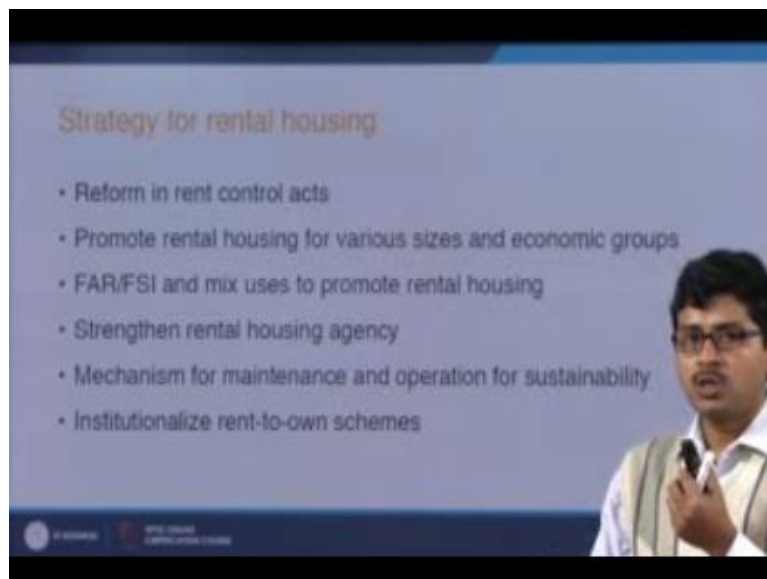 Strategy for rental housing
• Reform in rent control acts
• Promote rental housing for various sizes and economic groups
• FAR/FSI and mix uses to promote rental housing
• Strengthen rental housing agency
• Mechanism for maintenance and operation for sustainability
• Institutionalize rent-to-own schemes
CERTIFICATION COURSE